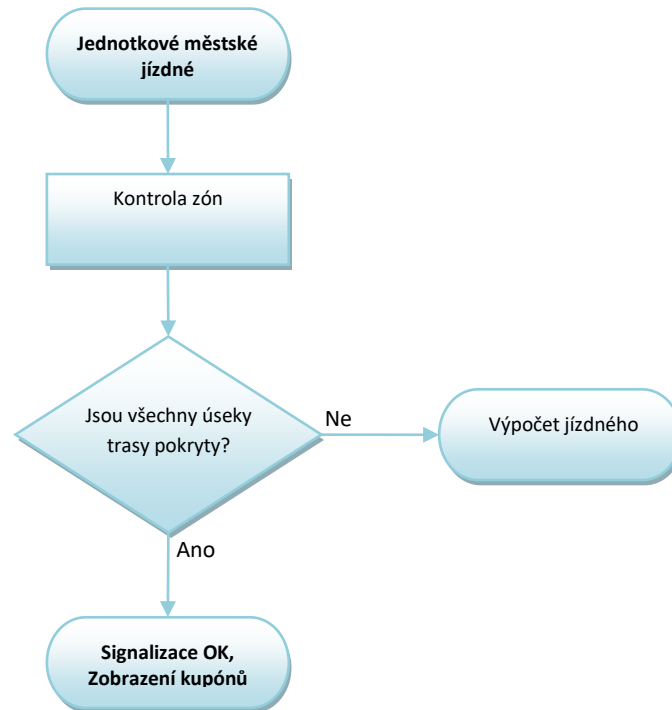 Jednotkové městské
jízdné
Kontrola zón
Jsou všechny úseky
trasy pokryty?
Ne
Výpočet jízdného
Ano
Signalizace OK,
Zobrazení kupónů